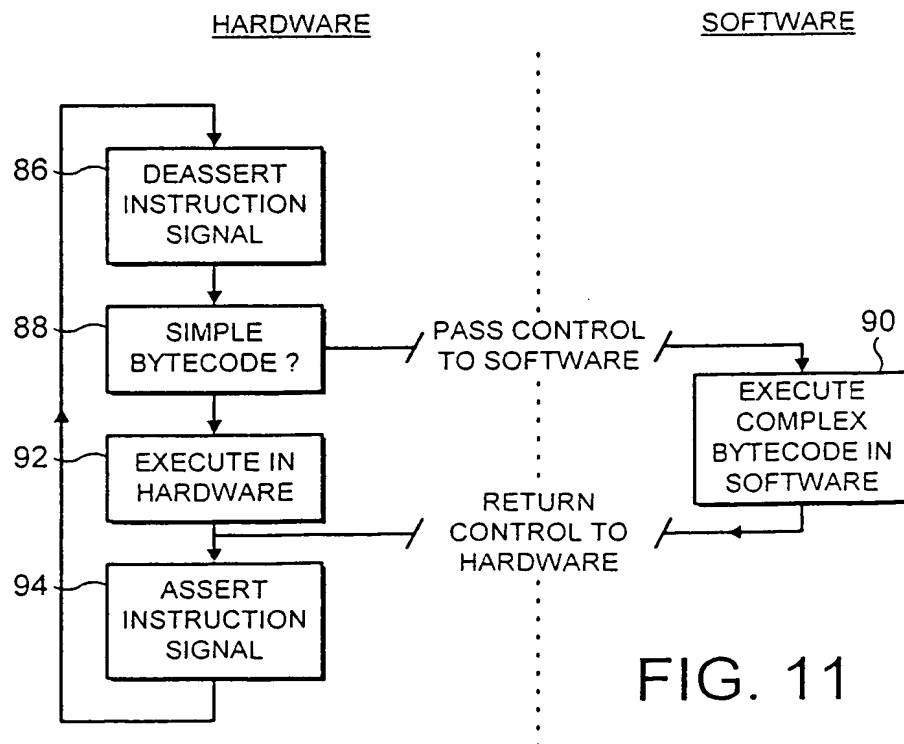 HARDWARE
SOFTWARE
86
DEASSERT
INSTRUCTION
SIGNAL
88
SIMPLE
BYTECODE ?
PASS CONTROL
TO SOFTWARE
90
EXECUTE
COMPLEX
BYTECODE IN
SOFTWARE
92
EXECUTE IN
HARDWARE
RETURN
CONTROL TO
HARDWARE
94
ASSERT
INSTRUCTION
SIGNAL
FIG. 11